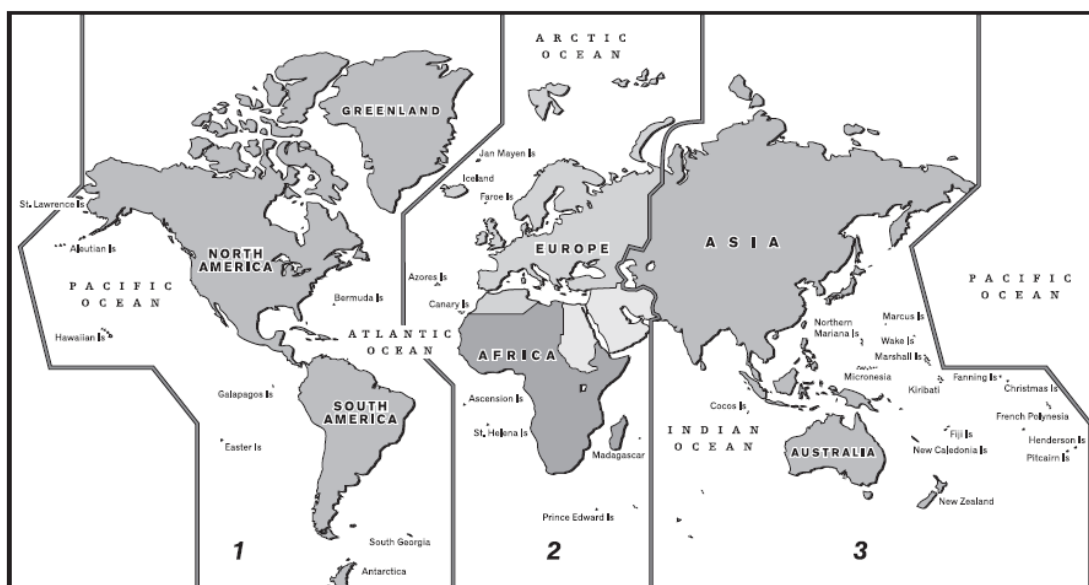 ARCTIC
OCEAN
GREENLAND
Jan Mayen Is
Iceland
Faroe Is
St. Lawrence Is
Aleutian Is
NORTH
AMERICA
EUROPE
ASIA
PACIFIC
OCEAN
Azores Is
Bermuda Is
Canary Is
PACIFIC
OCEAN
Hawaiian Is
ATLANTIC
OCEAN
AFRICA
Northern
Mariana Is
Marcus Is
Wake Is
Marshall Is
Micronesia
Kiribati
Fanning Is
Christmas Is
Galapagos Is
SOUTH
AMERICA
Ascension Is
St. Helena Is
Cocos Is
French Polynesia
INDIAN
OCEAN
Easter Is
Madagascar
AUSTRALIA
Fiji Is
New Caledonia Is
Henderson Is
Pitcairn Is
New Zealand
Prince Edward Is
South Georgia
Antarctica
1
2
3